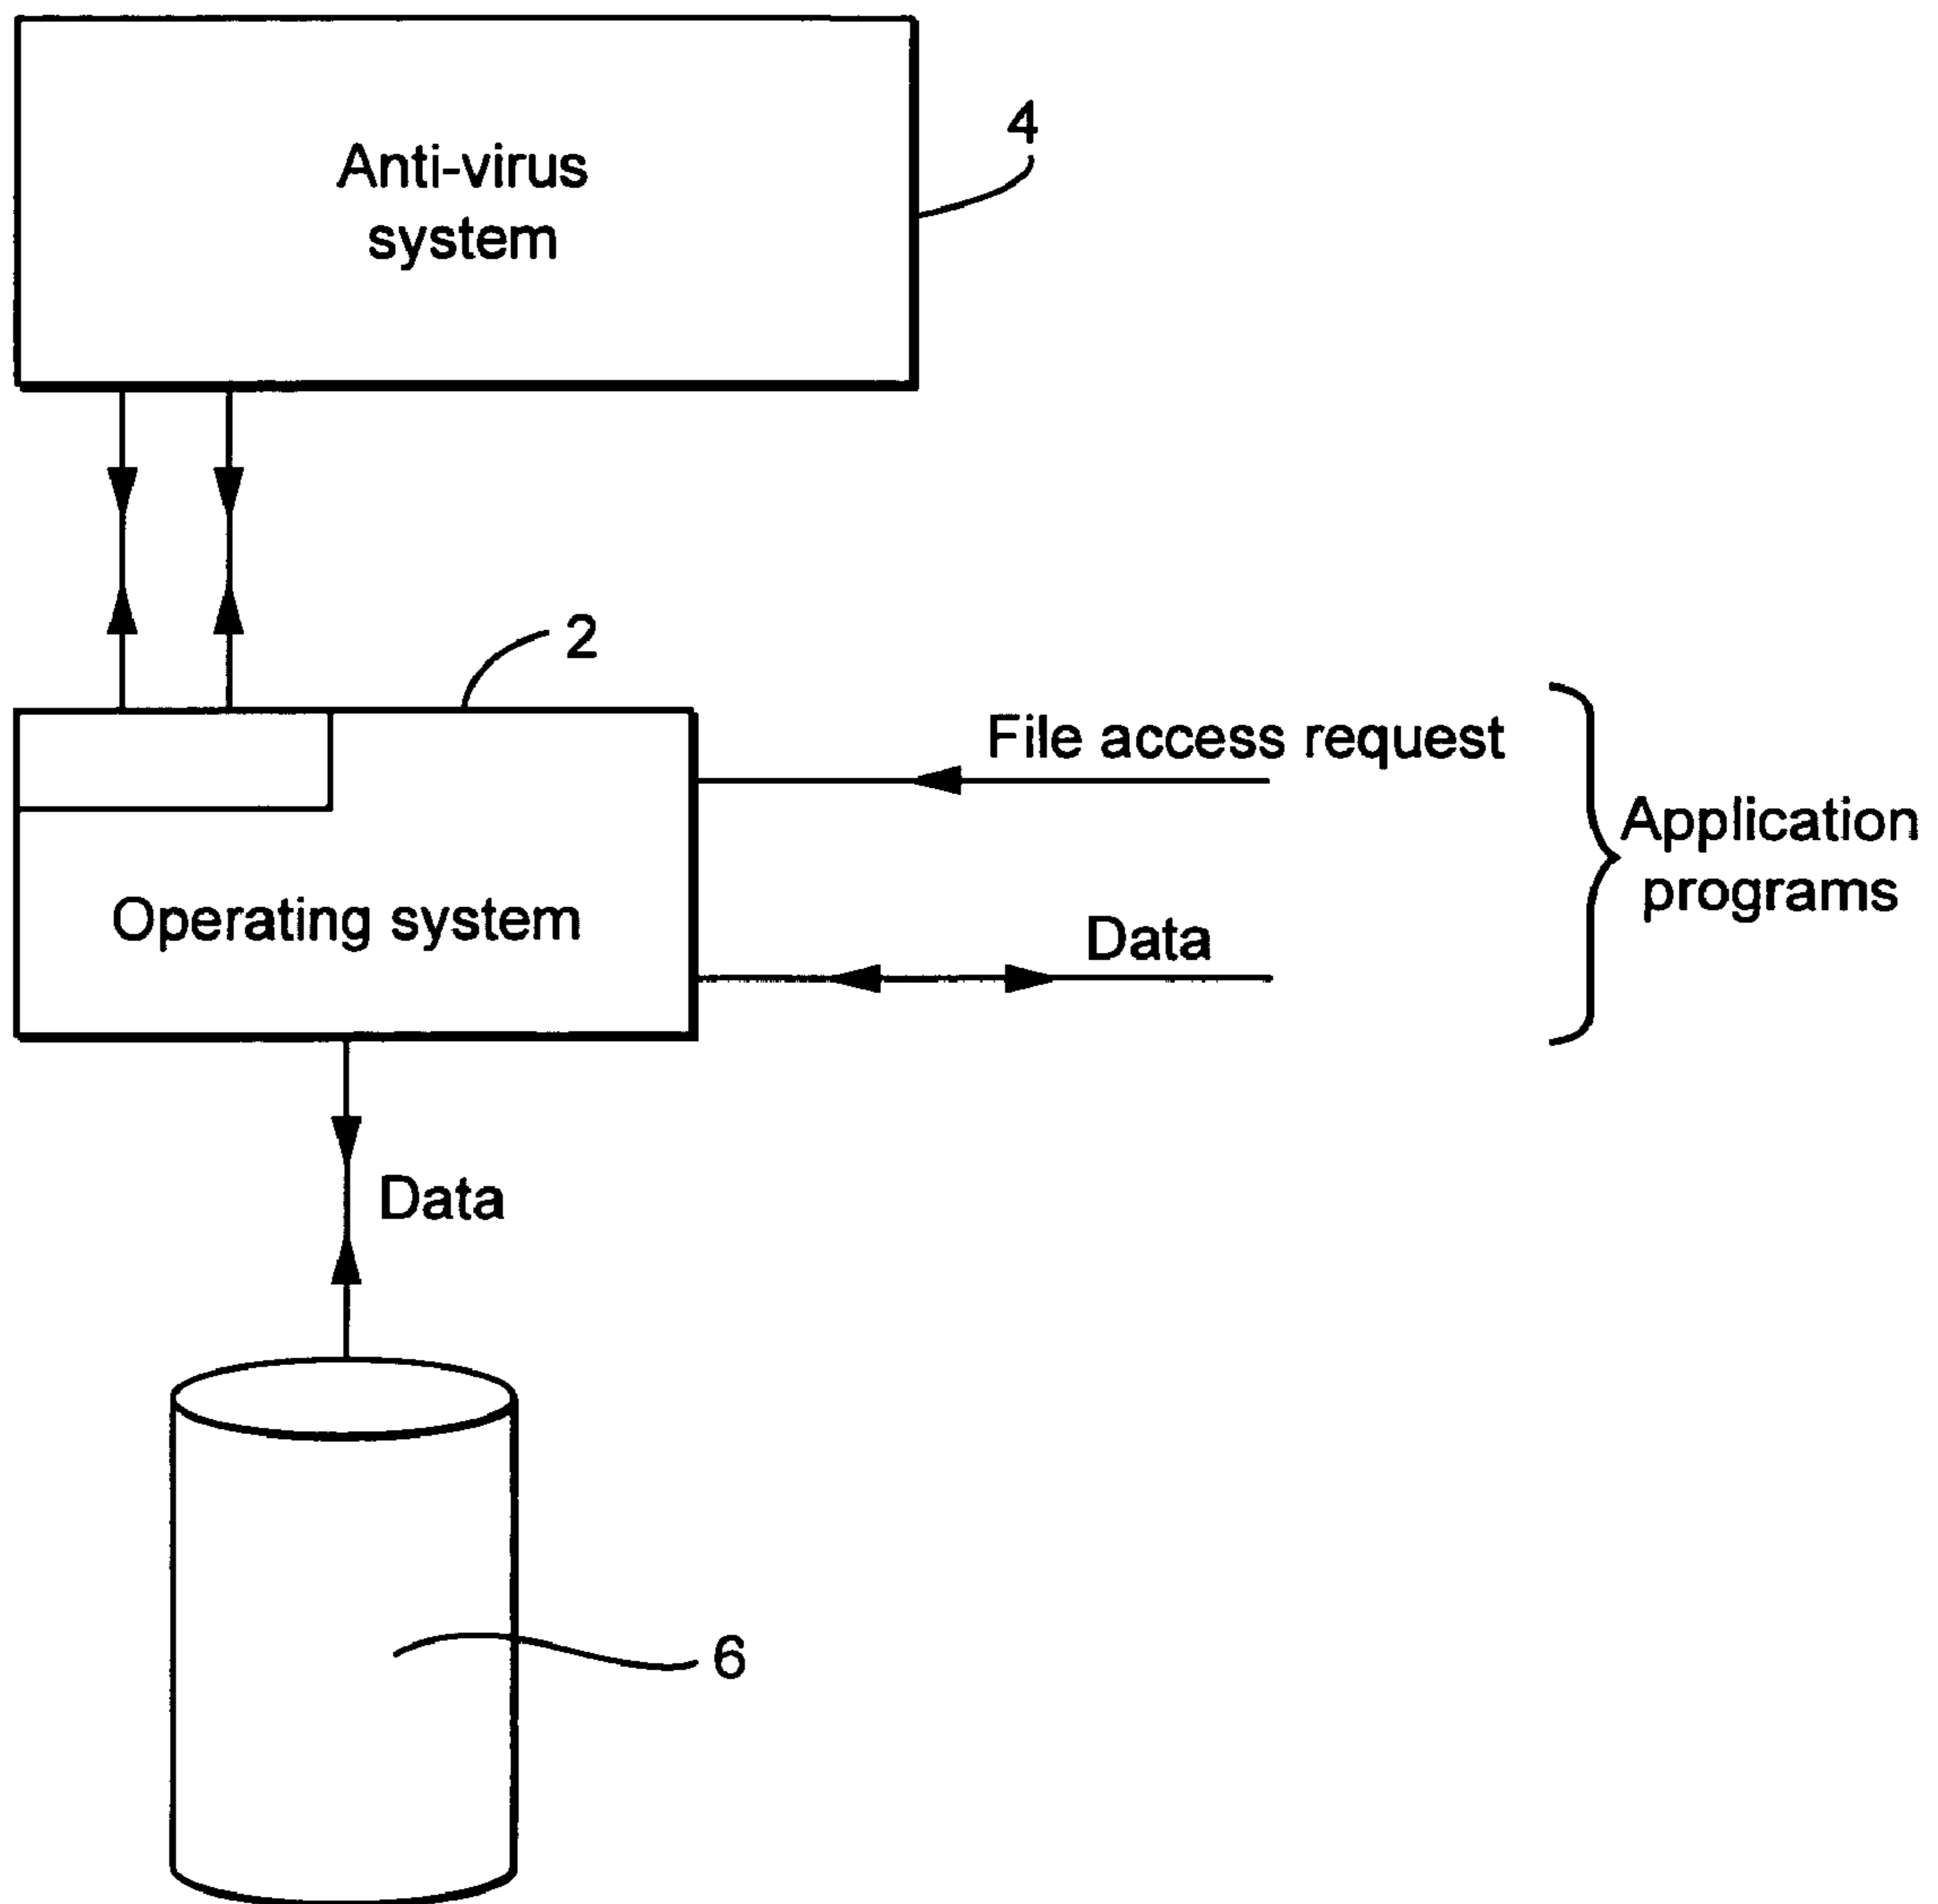 Anti-virus
system
4
2
File access request
Application
programs
Operating system
Data
Data
6